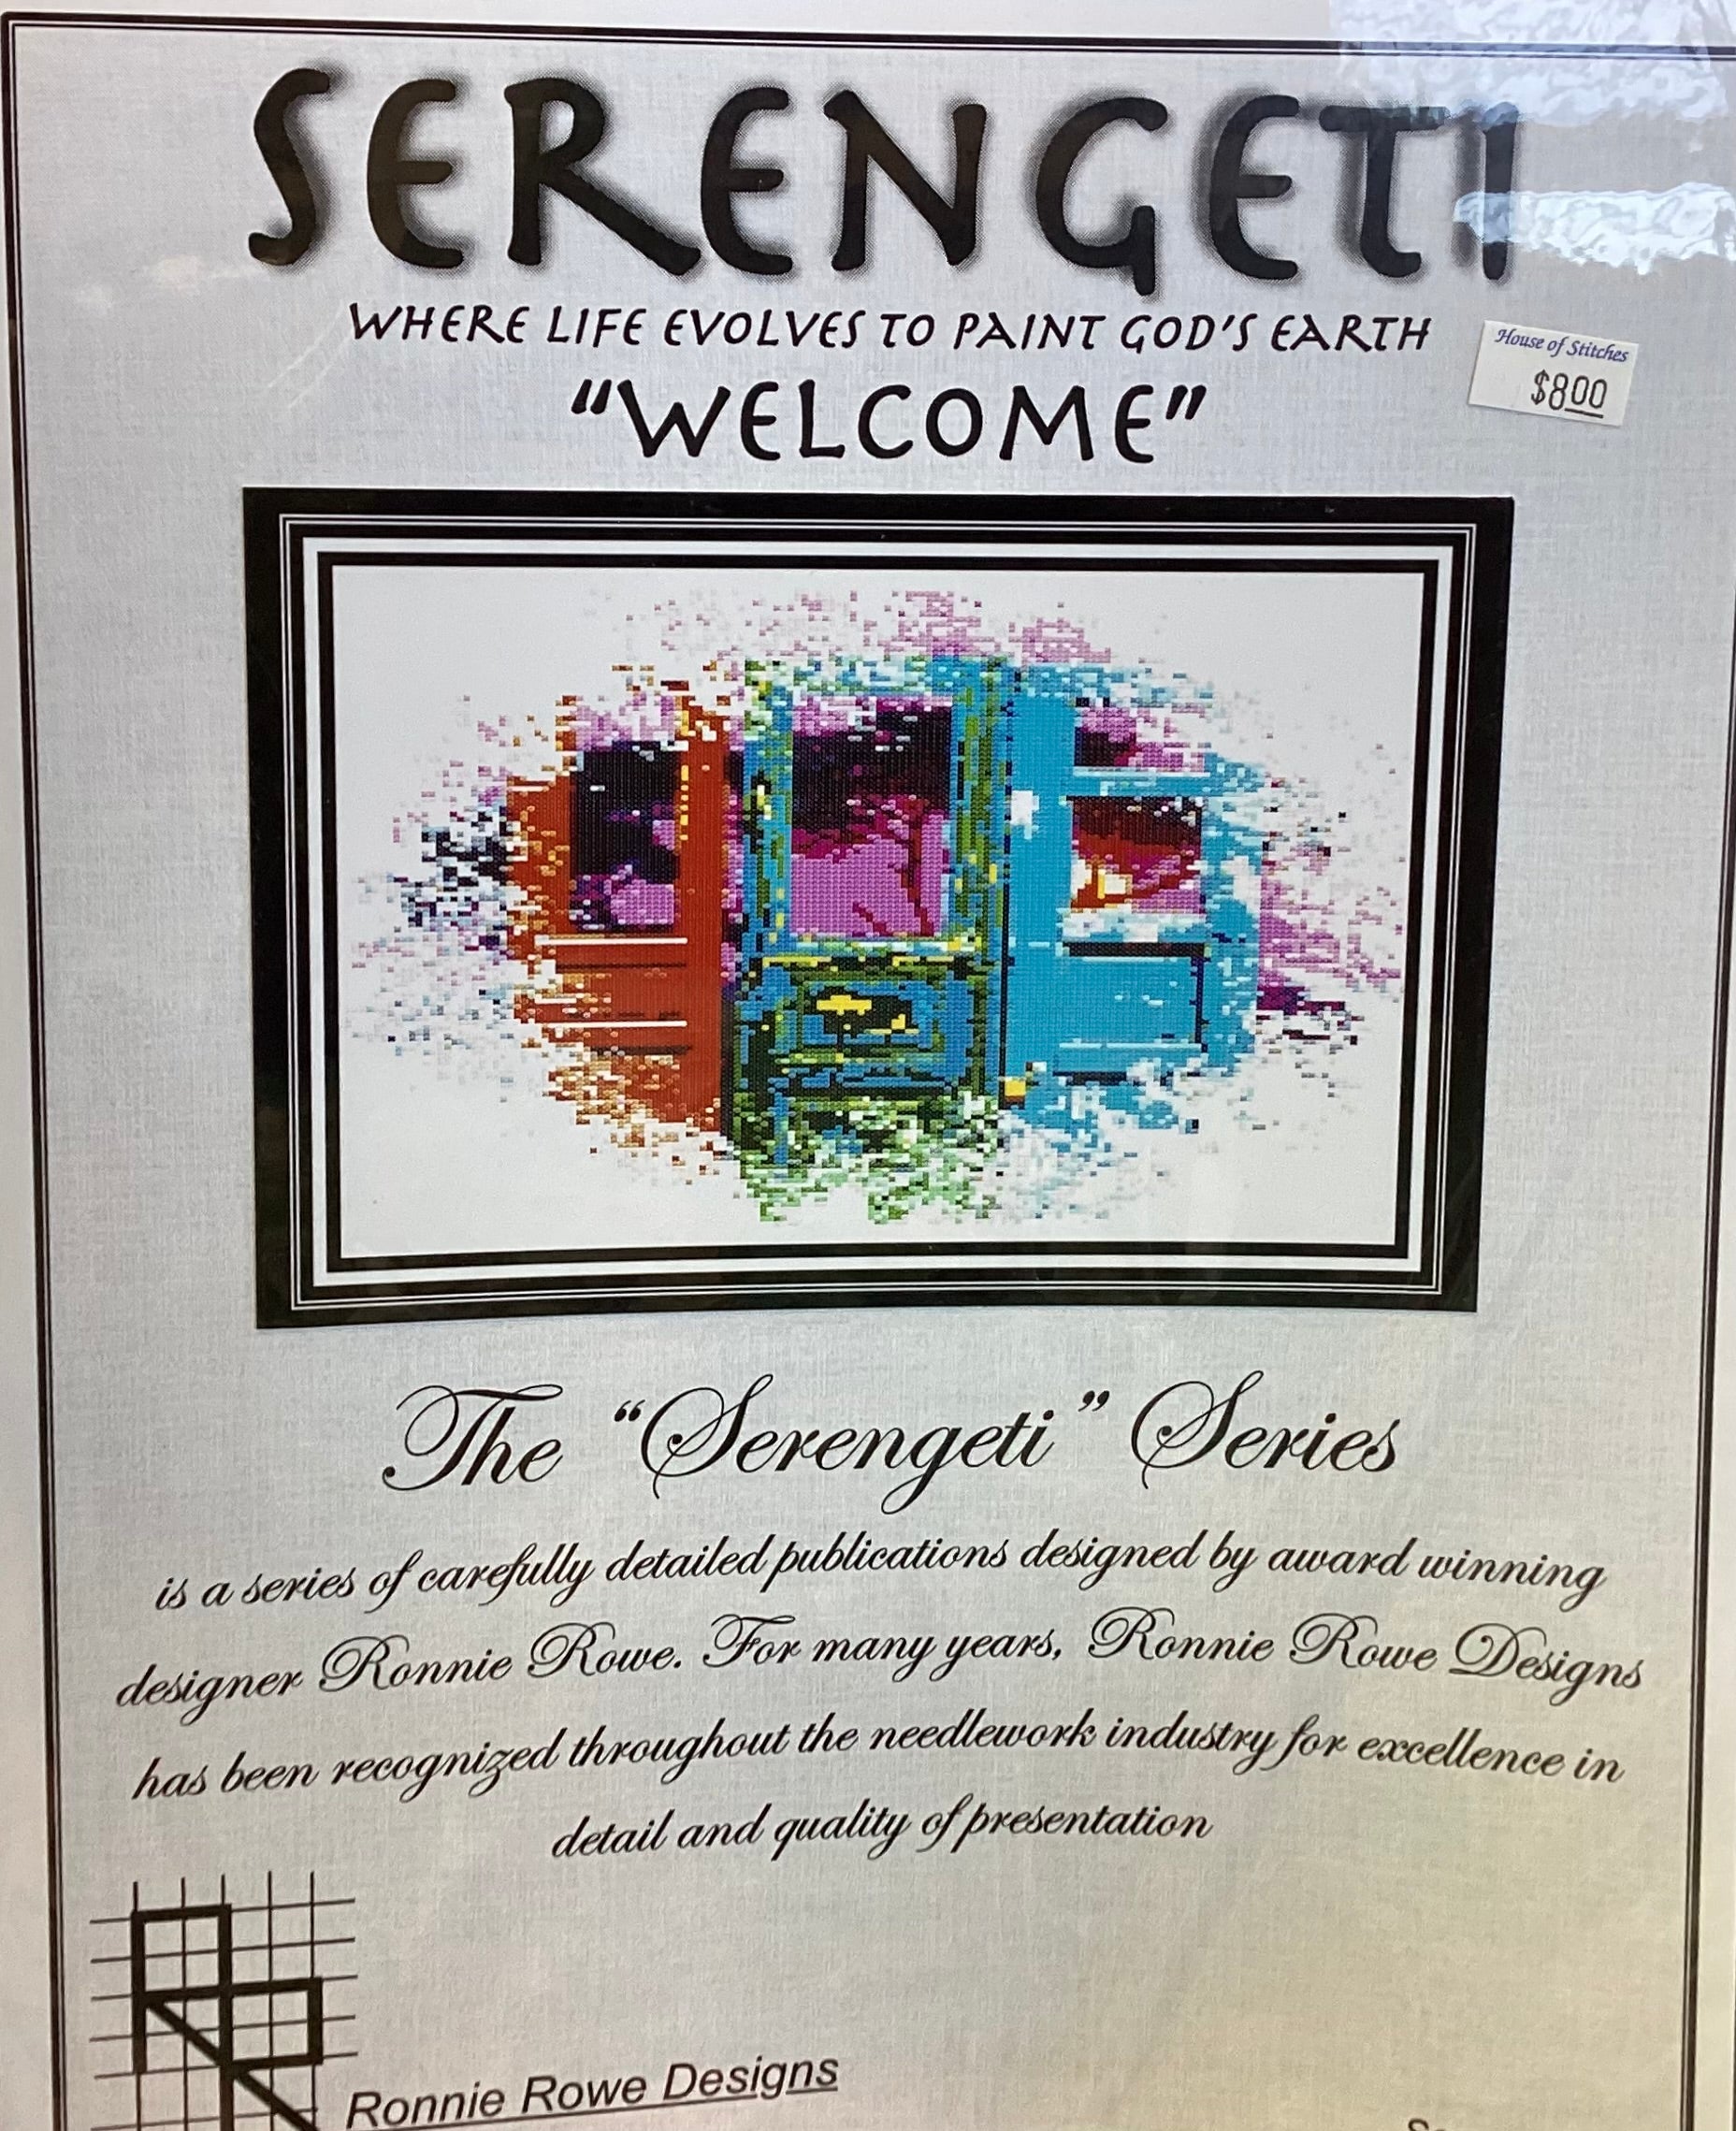 SERENGETI
WHERE LIFE EVOLVES TO PAINT GOD'S EARTH
House of Stitches
$8.00
"WELCOME"
The "Serengeti" Series
is a series of carefully detailed publications designed by award winning
designer Ronnie Rowe. For many years, Ronnie Rowe Designs
has been recognized throughout the needlework industry for excellence in
detail and quality of presentation
Ronnie Rowe Designs